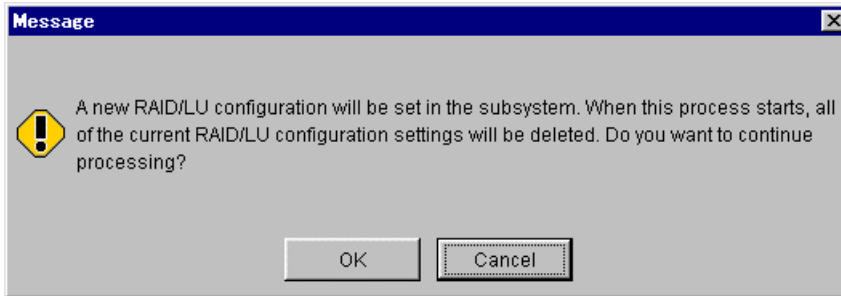 Message
A new RAID/LU configuration will be set in the subsystem. When this process starts, all
of the current RAID/LU configuration settings will be deleted. Do you want to continue
processing?
OK
Cancel